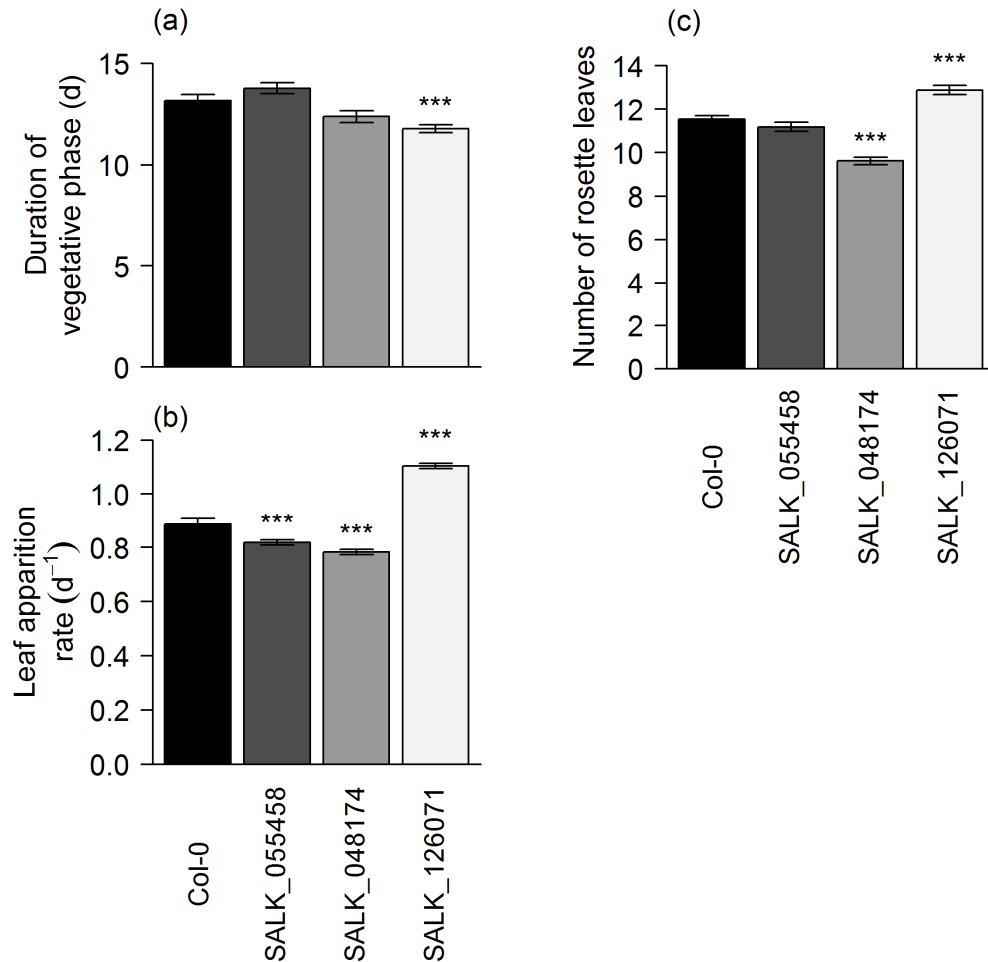 (a)
Duration of
vegetative phase (d)
15
10
5
0
***
(b)
Leaf apparition
rate (d⁻¹)
1.2
1.0
0.8
0.6
0.4
0.2
0.0
***
***
***
Col-0
SALK_055458
SALK_048174
SALK_126071
(c)
Number of rosette leaves
14
12
10
8
6
4
2
0
***
***
Col-0
SALK_055458
SALK_048174
SALK_126071